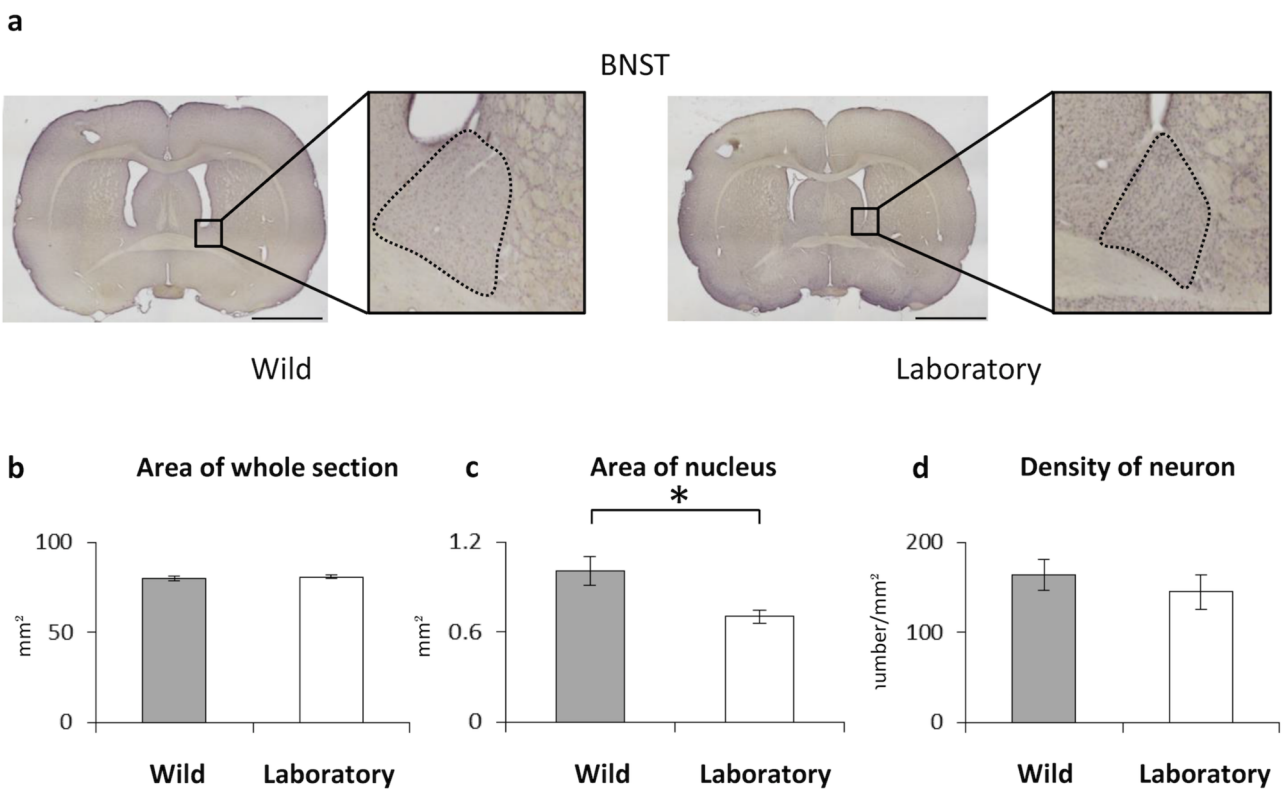 a
BNST
Wild
Laboratory
b
Area of whole section
100
50
0
mm²
Wild
Laboratory
c
Area of nucleus
*
1.2
0.6
0
mm²
Wild
Laboratory
d
Density of neuron
200
100
0
number/mm²
Wild
Laboratory